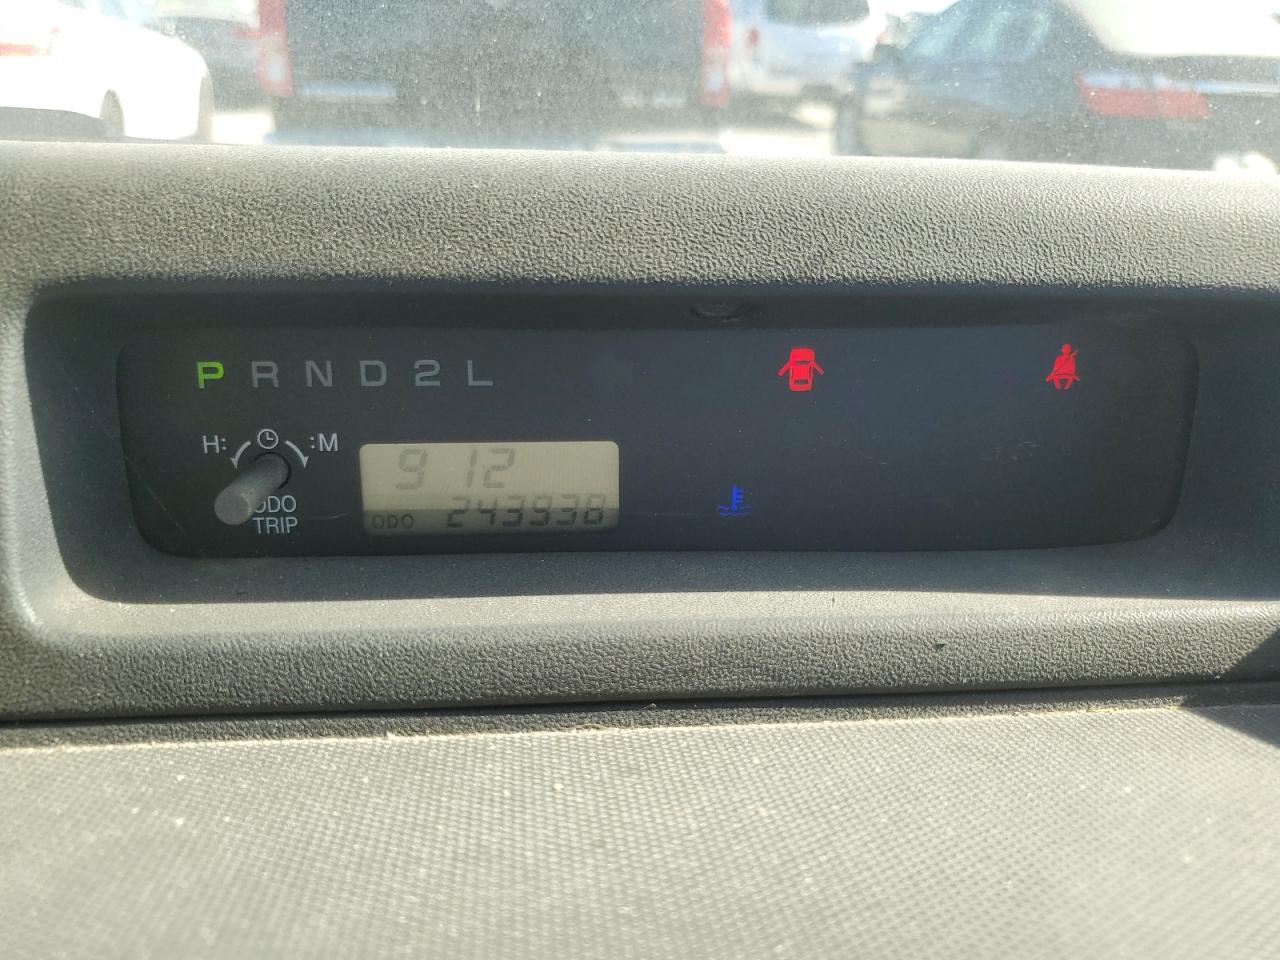 P R N D 2 L
H: :M
9 12
ODO
TRIP
ODO 243938